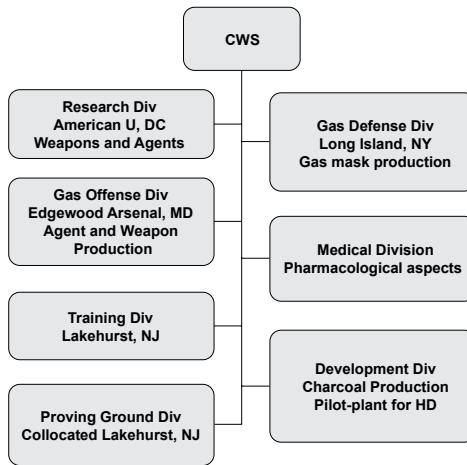 CWS
Research Div
American U, DC
Weapons and Agents
Gas Defense Div
Long Island, NY
Gas mask production
Gas Offense Div
Edgewood Arsenal, MD
Agent and Weapon
Production
Medical Division
Pharmacological aspects
Training Div
Lakehurst, NJ
Development Div
Charcoal Production
Pilot-plant for HD
Proving Ground Div
Collocated Lakehurst, NJ